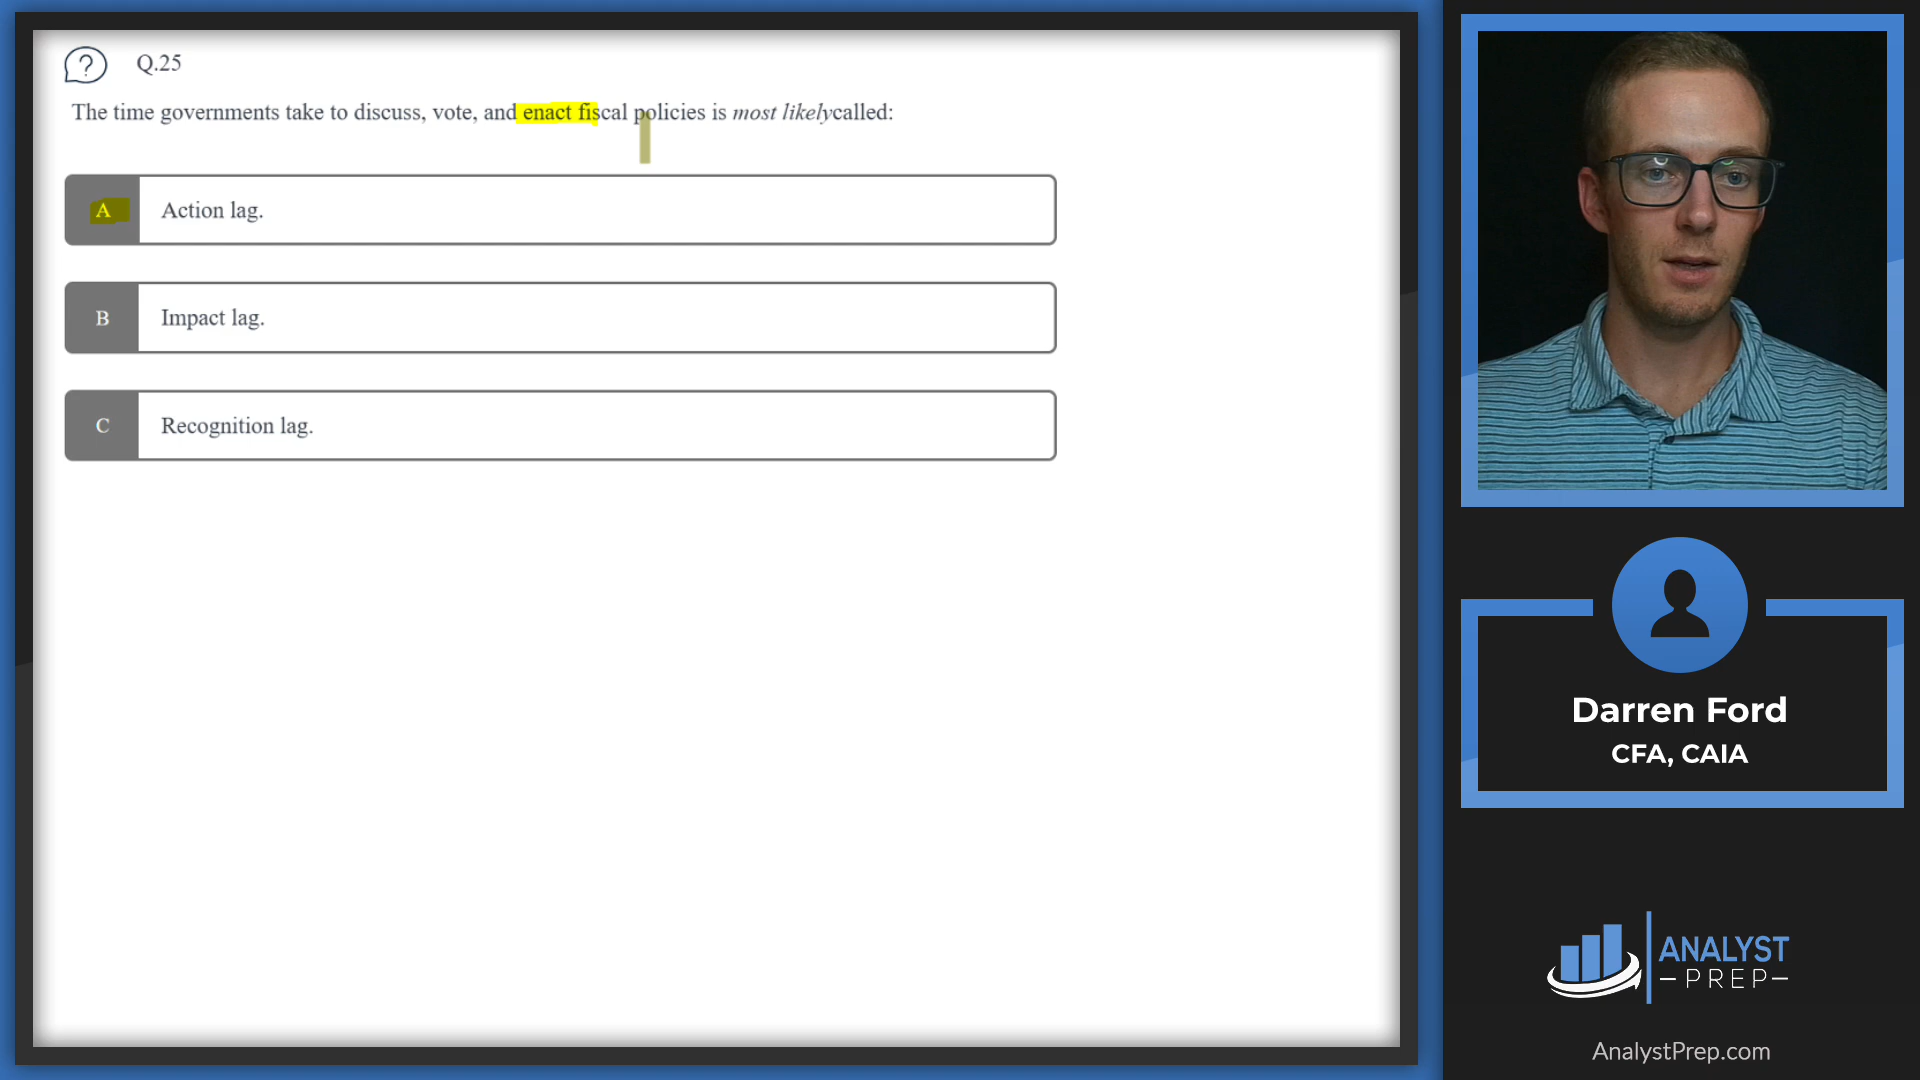 ?
Q.25
The time governments take to discuss, vote, and enact fiscal policies is most likelycalled:
A
Action lag.
B
Impact lag.
C
Recognition lag.
Darren Ford
CFA, CAIA
ANALYST
PREP
AnalystPrep.com